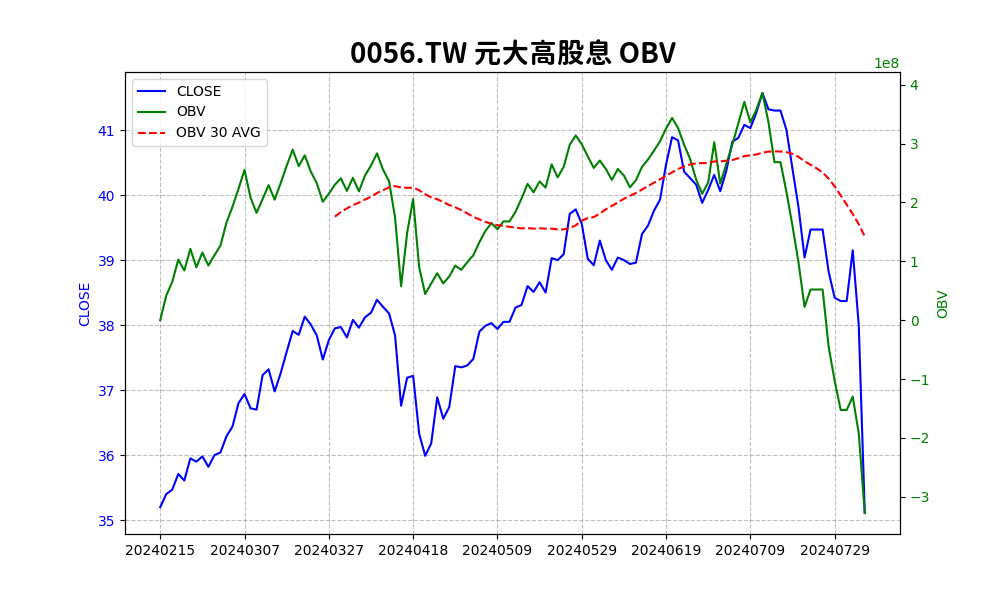 0056.TW 元大高股息 OBV
1e8
CLOSE
OBV
OBV 30 AVG
41
40
39
38
37
36
35
CLOSE
4
3
2
1
0
−1
−2
−3
OBV
20240215 20240307 20240327 20240418 20240509 20240529 20240619 20240709 20240729